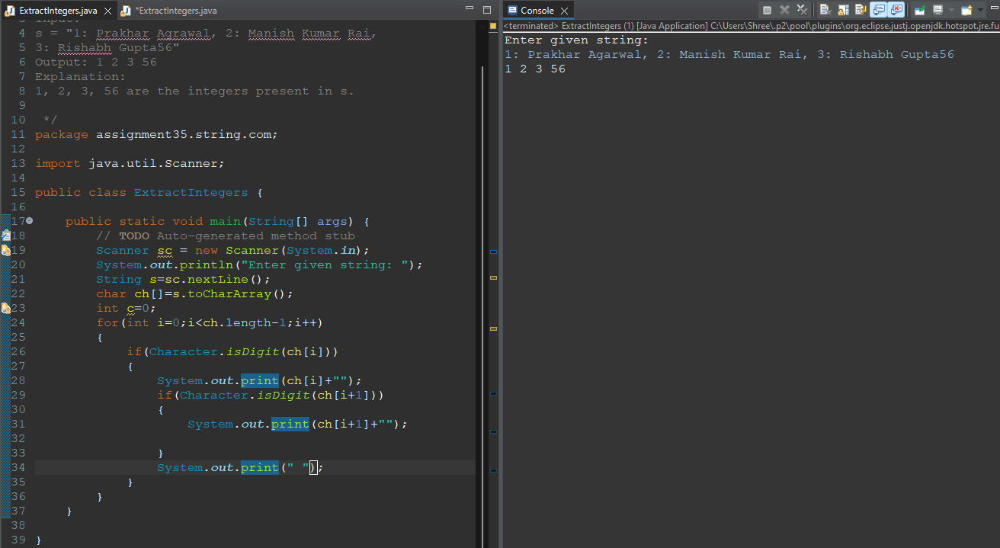 ExtractIntegers.java
*ExtractIntegers.java
4 s = "1: Prakhar Agrawal, 2: Manish Kumar Rai,
5 3: Rishabh Gupta56"
6 Output: 1 2 3 56
7 Explanation:
8 1, 2, 3, 56 are the integers present in s.
9
10 */
11 package assignment35.string.com;
12
13 import java.util.Scanner;
14
15 public class ExtractIntegers {
16
17 public static void main(String[] args) {
18 // TODO Auto-generated method stub
19 Scanner sc = new Scanner(System.in);
20 System.out.println("Enter given string: ");
21 String s=sc.nextLine();
22 char ch[]=s.toCharArray();
23 int c=0;
24 for(int i=0;i<ch.length-1;i++)
25 {
26 if(Character.isDigit(ch[i]))
27 {
28 System.out.print(ch[i]+"");
29 if(Character.isDigit(ch[i+1]))
30 {
31 System.out.print(ch[i+1]+"");
32
33 }
34 System.out.print(" ");
35 }
36 }
37 }
38
39 }
Console
<terminated> ExtractIntegers (1) [Java Application] C:\Users\Shree\.p2\pool\plugins\org.eclipse.justj.openjdk.hotspot.jre.fu
Enter given string:
1: Prakhar Agarwal, 2: Manish Kumar Rai, 3: Rishabh Gupta56
1 2 3 56